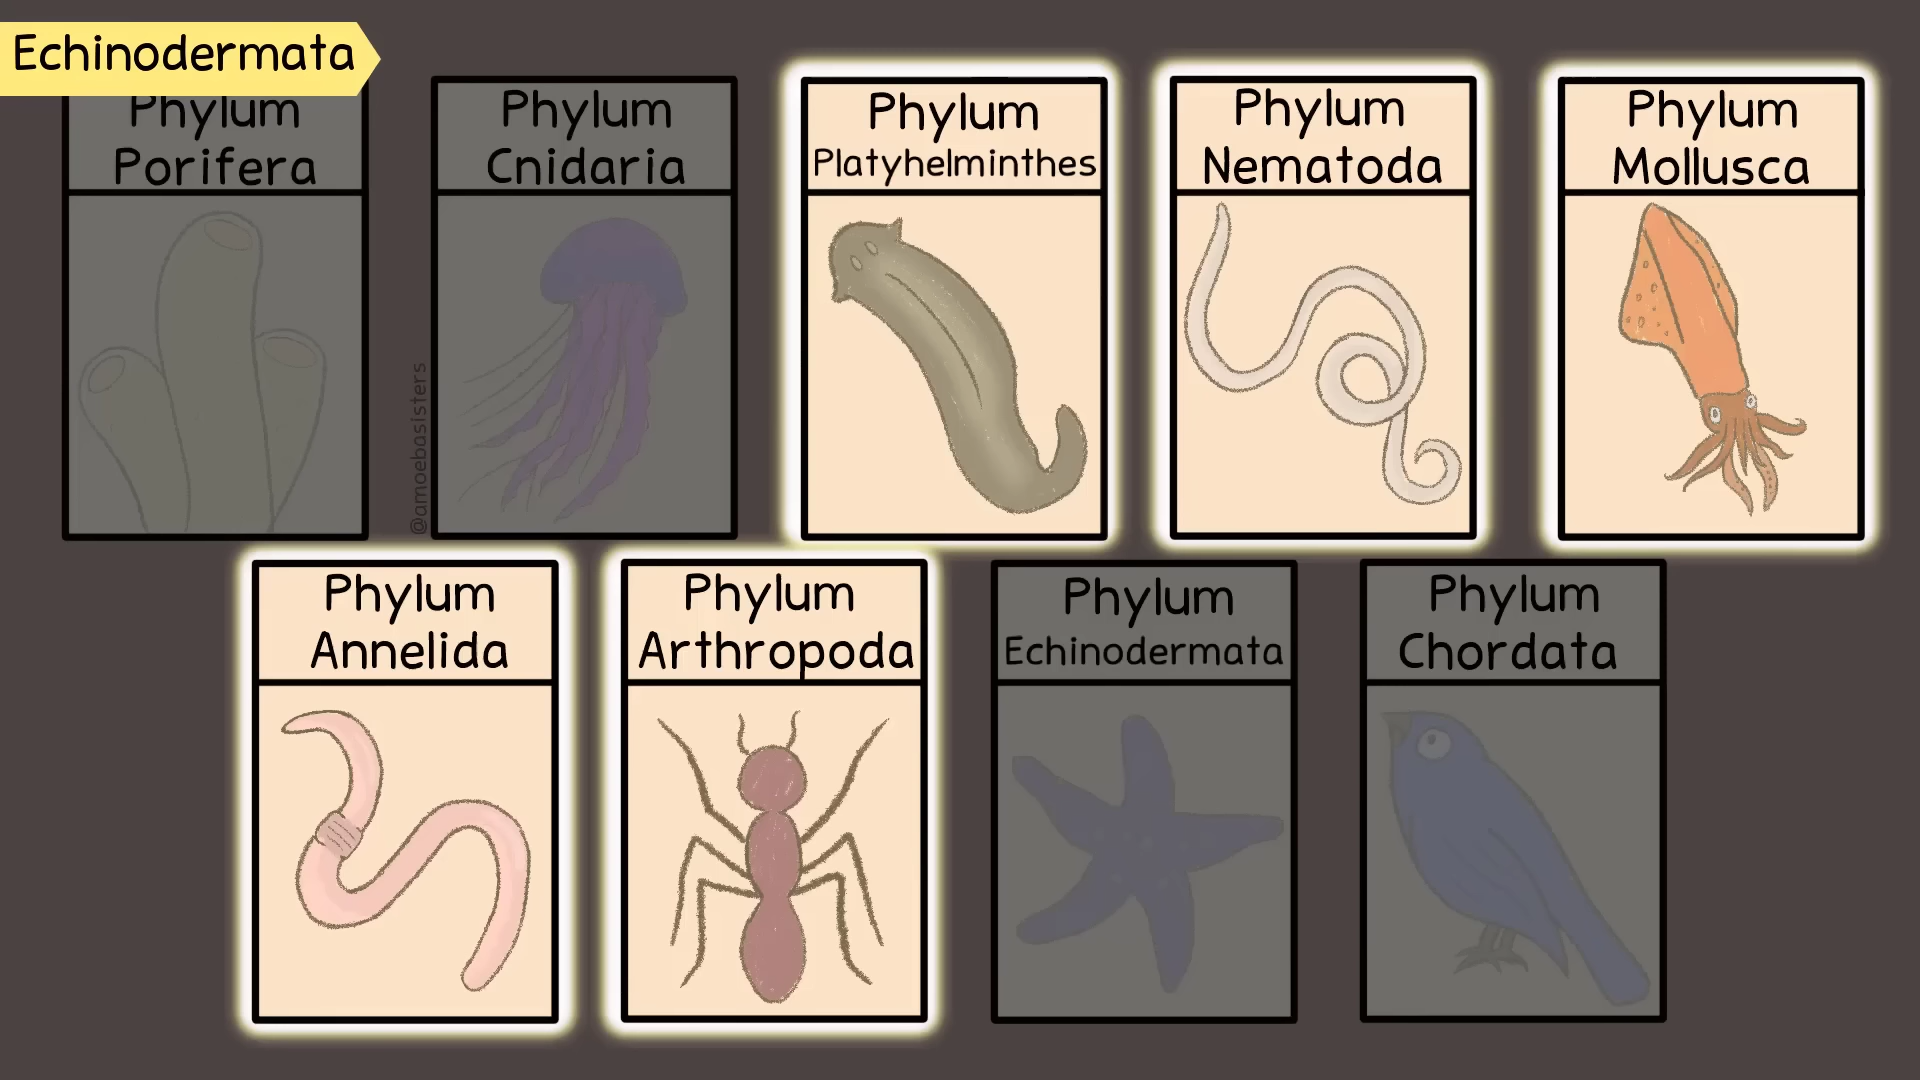 Echinodermata
Phylum
Porifera
Phylum
Cnidaria
Phylum
Platyhelminthes
Phylum
Nematoda
Phylum
Mollusca
@amoebasisters
Phylum
Annelida
Phylum
Arthropoda
Phylum
Echinodermata
Phylum
Chordata